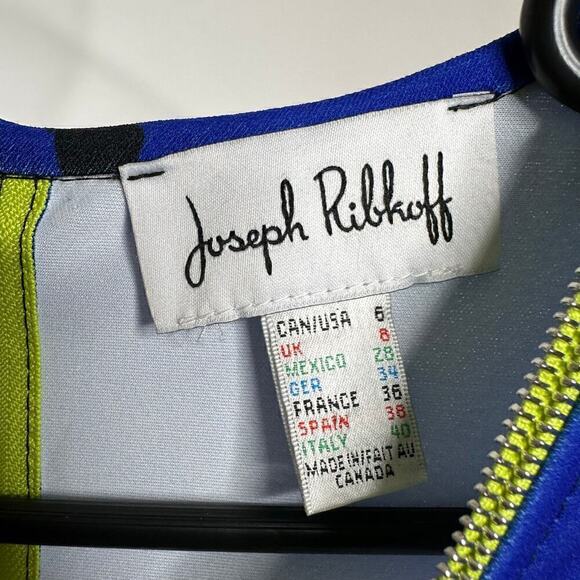 Joseph Ribkoff
CAN/USA 6
UK 8
MEXICO 28
GER 34
FRANCE 36
SPAIN 38
ITALY 40
MADE IN/FAIT AU
CANADA